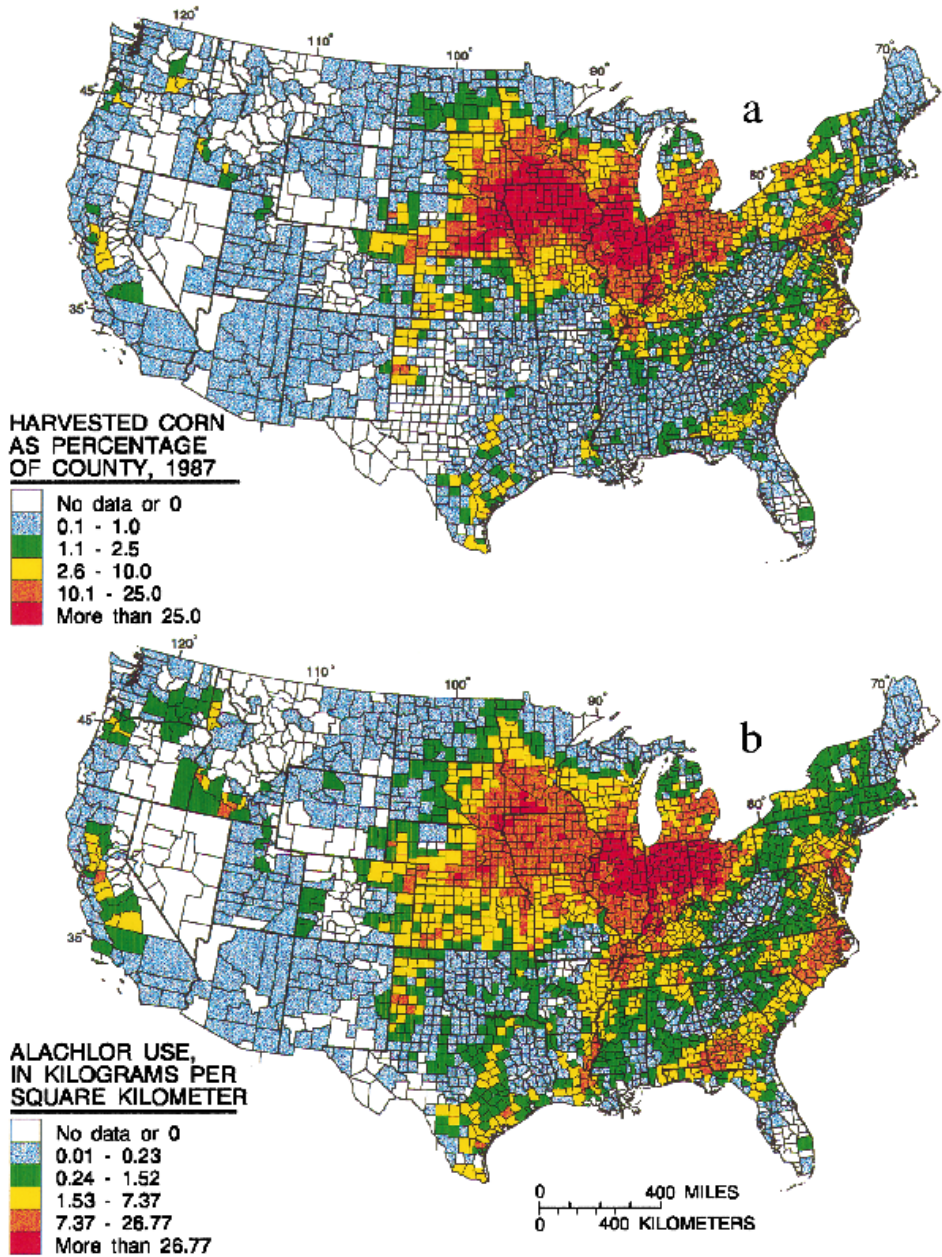 120°
110°
100°
90°
70°
a
45°
80°
35°
HARVESTED CORN
AS PERCENTAGE
OF COUNTY, 1987
No data or 0
0.1 - 1.0
1.1 - 2.5
2.6 - 10.0
10.1 - 25.0
More than 25.0
120°
110°
100°
90°
70°
b
45°
80°
35°
ALACHLOR USE,
IN KILOGRAMS PER
SQUARE KILOMETER
No data or 0
0.01 - 0.23
0.24 - 1.52
1.53 - 7.37
7.37 - 26.77
More than 26.77
0 400 MILES
0 400 KILOMETERS